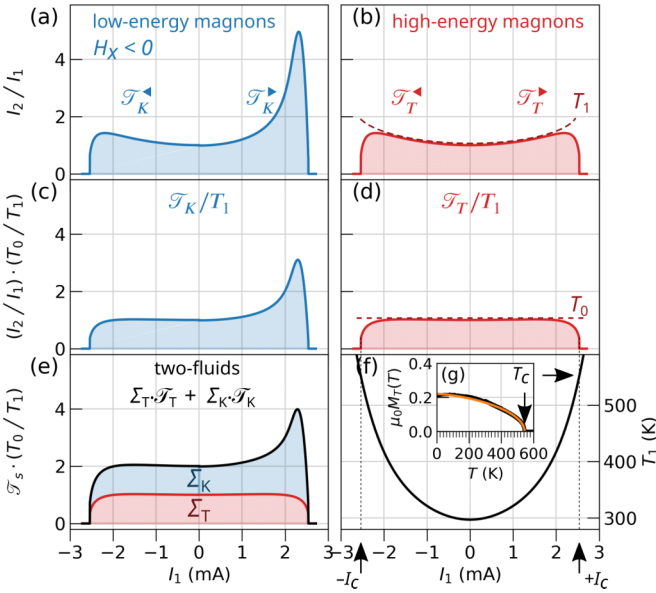 (a) low-energy magnons
H_X < 0
𝒯_K◄ 𝒯_K►
I_2 / I_1
4
2
0
(b) high-energy magnons
𝒯_T◄ 𝒯_T► T_1
(c) 𝒯_K/T_1
(I_2 / I_1)·(T_0 / T_1)
4
2
0
(d) 𝒯_T/T_1
T_0
(e) two-fluids
Σ_T·𝒯_T + Σ_K·𝒯_K
𝒯_s·(T_0 / T_1)
4
2
0
Σ_K
Σ_T
−3 −2 −1 0 1 2
I_1 (mA)
(f) (g) T_C
μ_0M_T(T)
0.4
0.2
0.0
0 200 400 600
T (K)
500
400
300
T_1 (K)
−3 −2 −1 0 1 2 3
I_1 (mA)
−I_c +I_c